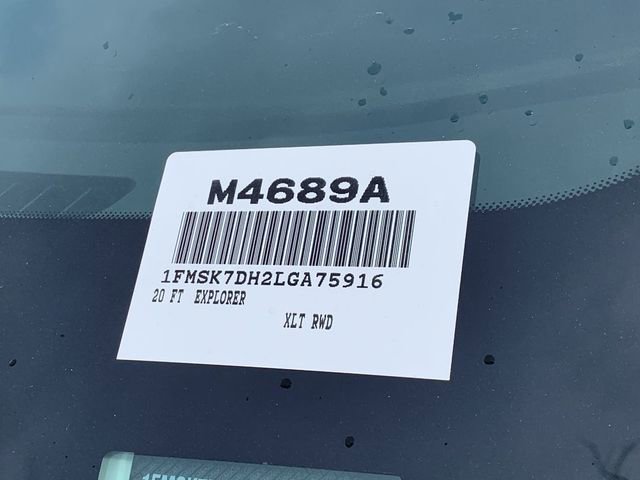 M4689A
1FMSK7DH2LGA75916
20 FT EXPLORER
XLT RWD